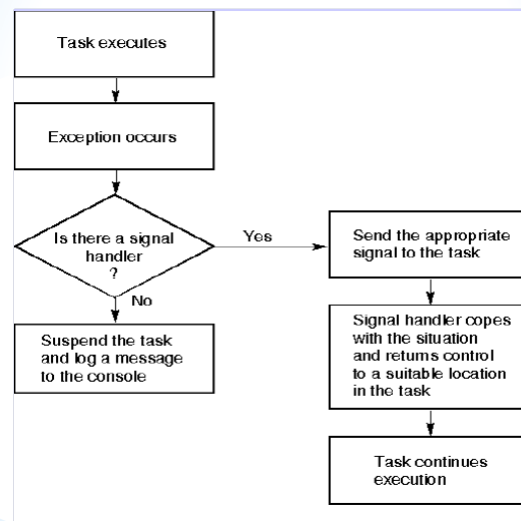 Task executes
Exception occurs
Is there a signal
handler
?
Yes
No
Suspend the task
and log a message
to the console
Send the appropriate
signal to the task
Signal handler copes
with the situation
and returns control
to a suitable location
in the task
Task continues
execution